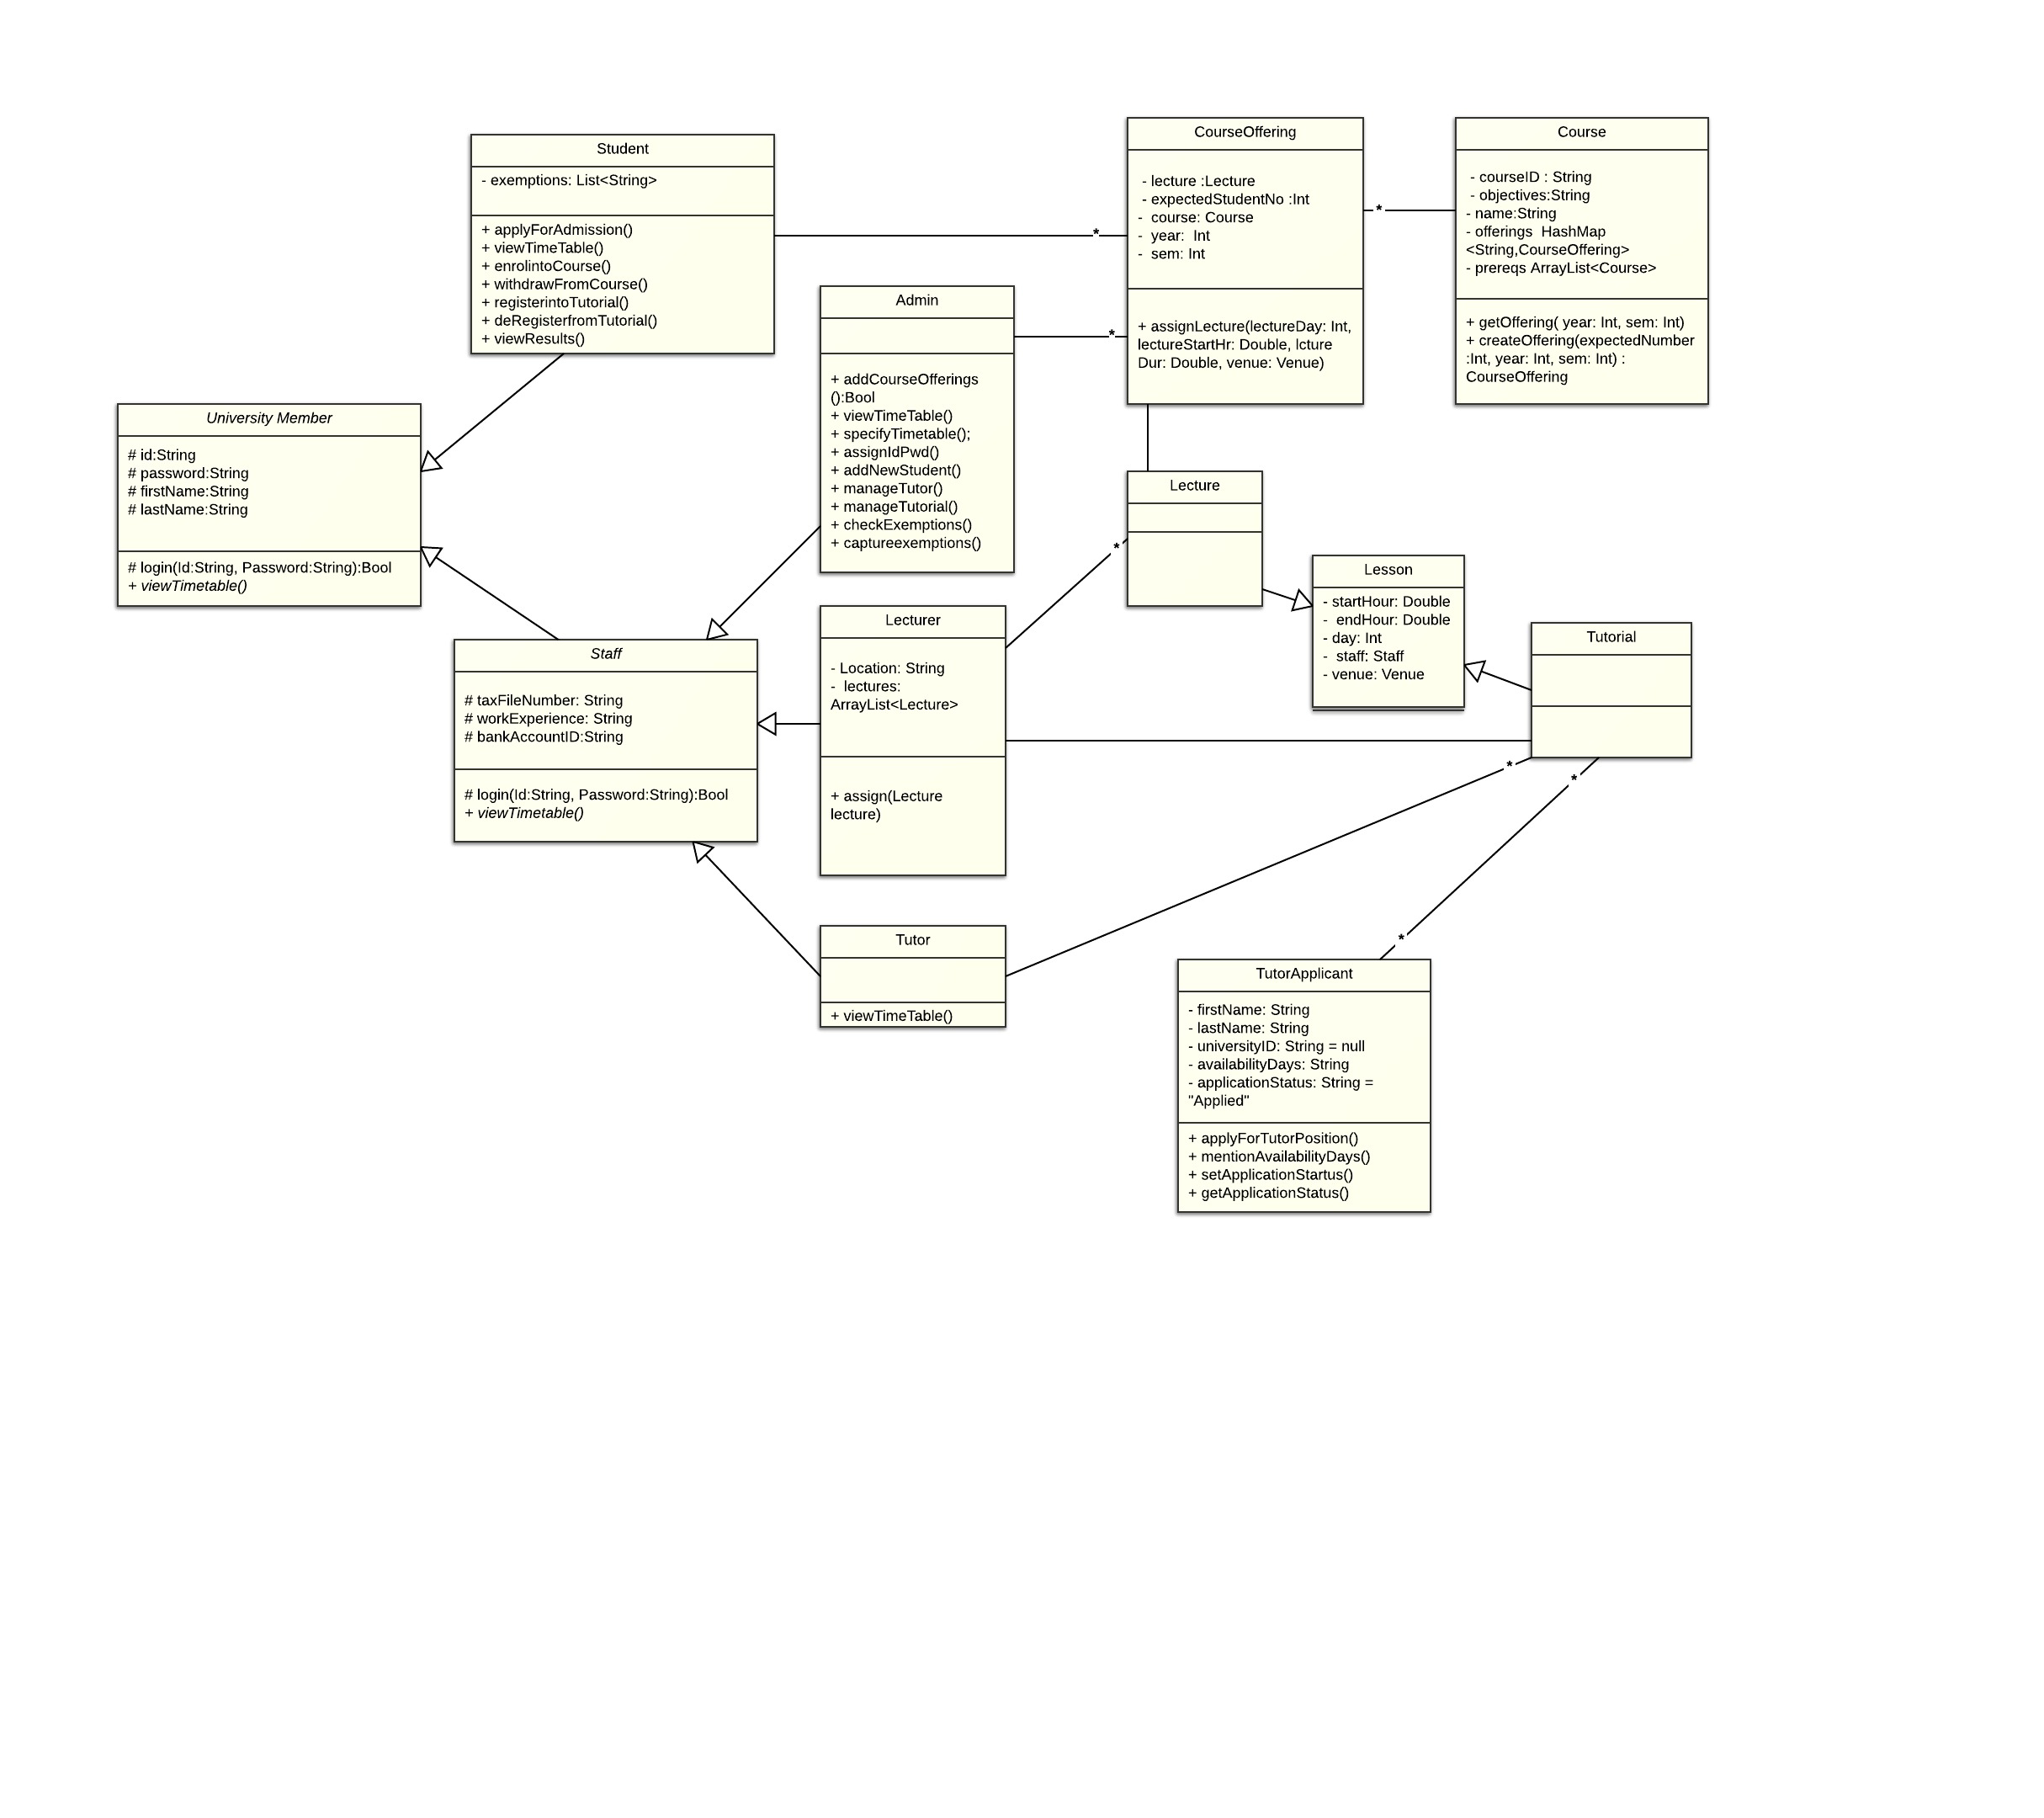 Student
- exemptions: List<String>
+ applyForAdmission()
+ viewTimeTable()
+ enrolintoCourse()
+ withdrawFromCourse()
+ registerintoTutorial()
+ deRegisterfromTutorial()
+ viewResults()
CourseOffering
- lecture :Lecture
- expectedStudentNo :Int
- course: Course
- year: Int
- sem: Int
+ assignLecture(lectureDay: Int,
lectureStartHr: Double, lcture
Dur: Double, venue: Venue)
Course
- courseID : String
- objectives:String
- name:String
- offerings HashMap
<String,CourseOffering>
- prereqs ArrayList<Course>
+ getOffering( year: Int, sem: Int)
+ createOffering(expectedNumber
:Int, year: Int, sem: Int) :
CourseOffering
*
*
*
Admin
+ addCourseOfferings
():Bool
+ viewTimeTable()
+ specifyTimetable();
+ assignIdPwd()
+ addNewStudent()
+ manageTutor()
+ manageTutorial()
+ checkExemptions()
+ captureexemptions()
University Member
# id:String
# password:String
# firstName:String
# lastName:String
# login(Id:String, Password:String):Bool
+ viewTimetable()
Lecture
*
Lesson
- startHour: Double
- endHour: Double
- day: Int
- staff: Staff
- venue: Venue
Tutorial
Staff
# taxFileNumber: String
# workExperience: String
# bankAccountID:String
# login(Id:String, Password:String):Bool
+ viewTimetable()
Lecturer
- Location: String
- lectures:
ArrayList<Lecture>
+ assign(Lecture
lecture)
*
*
*
Tutor
+ viewTimeTable()
TutorApplicant
- firstName: String
- lastName: String
- universityID: String = null
- availabilityDays: String
- applicationStatus: String =
"Applied"
+ applyForTutorPosition()
+ mentionAvailabilityDays()
+ setApplicationStartus()
+ getApplicationStatus()